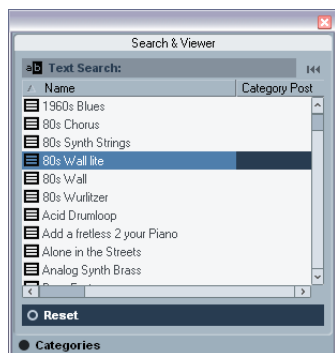 Search & Viewer
ab Text Search:
Name Category Post
1960s Blues
80s Chorus
80s Synth Strings
80s Wall lite
80s Wall
80s Wurlitzer
Acid Drumloop
Add a fretless 2 your Piano
Alone in the Streets
Analog Synth Brass
Reset
Categories